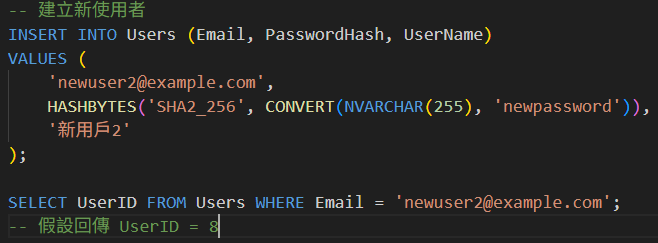 -- 建立新使用者
INSERT INTO Users (Email, PasswordHash, UserName)
VALUES (
    'newuser2@example.com',
    HASHBYTES('SHA2_256', CONVERT(NVARCHAR(255), 'newpassword')),
    '新用戶2'
);

SELECT UserID FROM Users WHERE Email = 'newuser2@example.com';
-- 假設回傳 UserID = 8